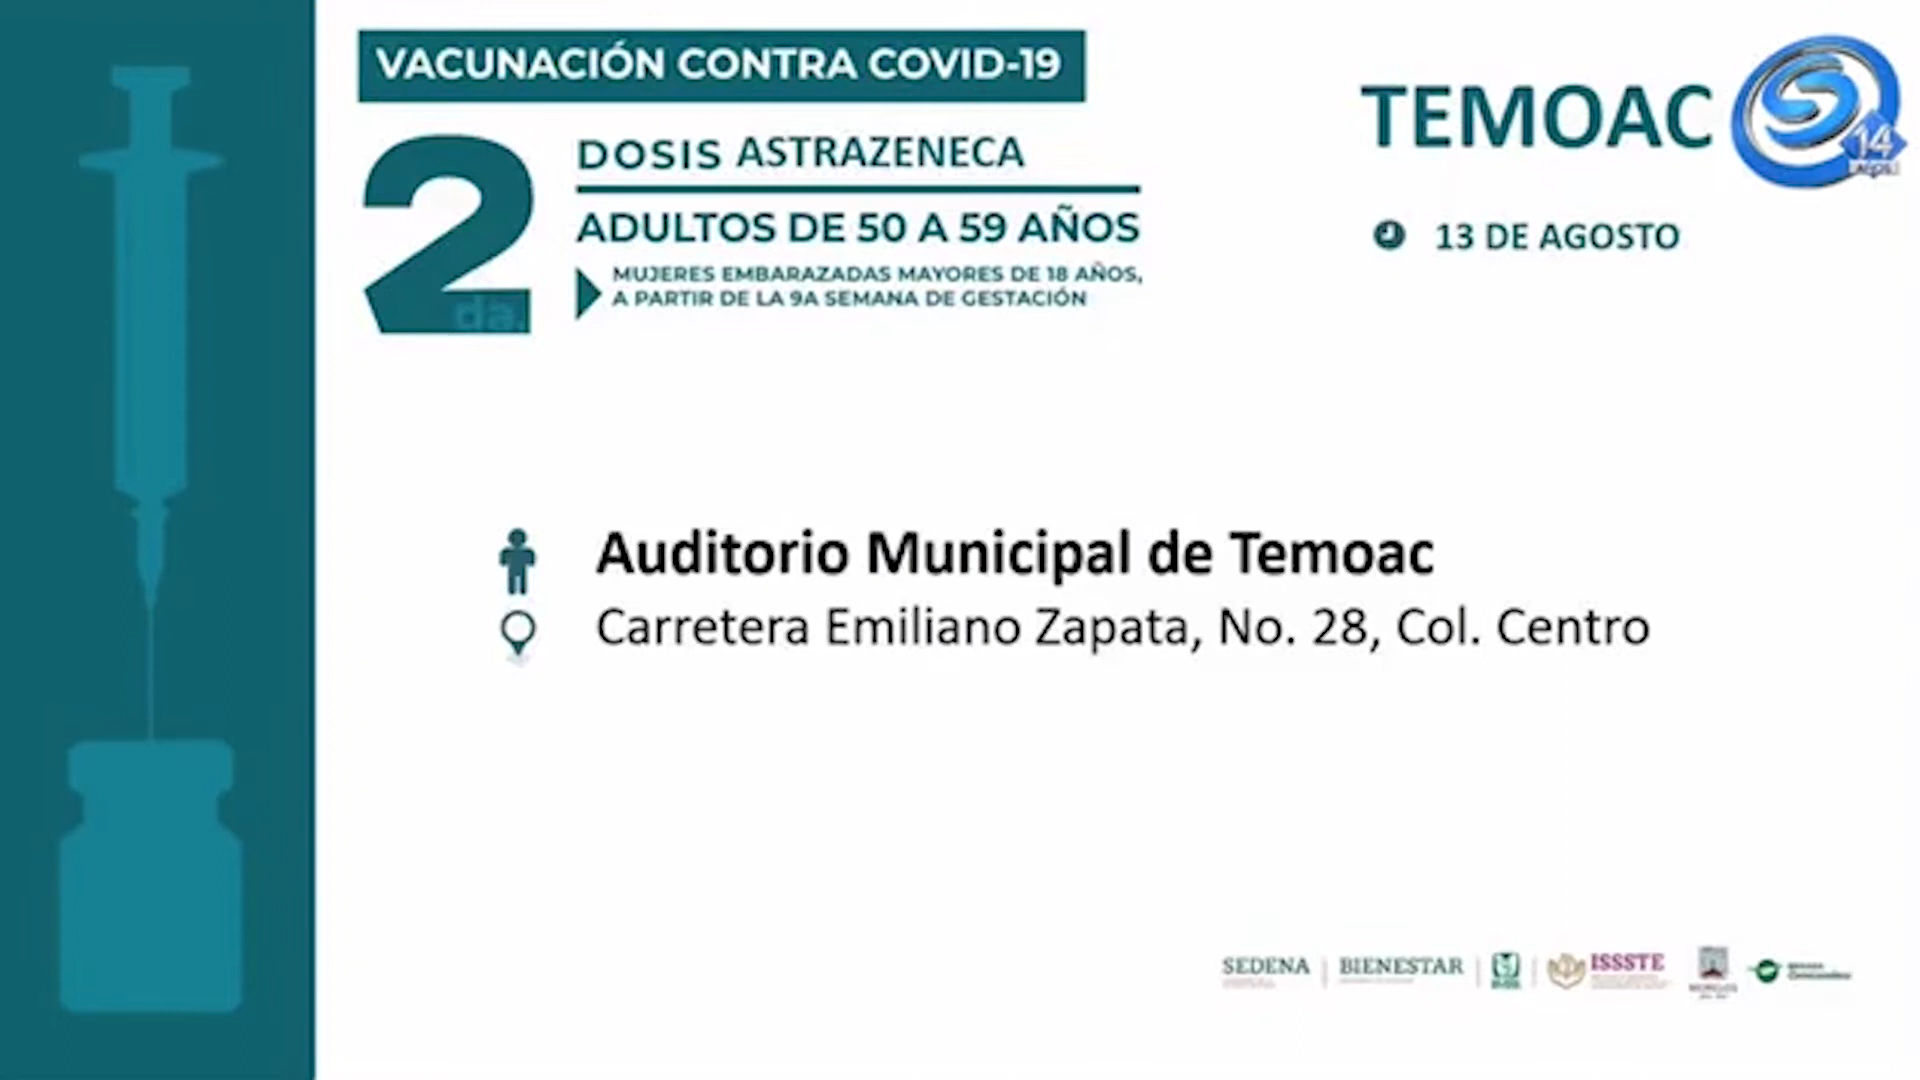 VACUNACIÓN CONTRA COVID-19
TEMOAC
14
2da.
DOSIS ASTRAZENECA
ADULTOS DE 50 A 59 AÑOS
MUJERES EMBARAZADAS MAYORES DE 18 AÑOS,
A PARTIR DE LA 9A SEMANA DE GESTACIÓN
13 DE AGOSTO
Auditorio Municipal de Temoac
Carretera Emiliano Zapata, No. 28, Col. Centro
SEDENA
BIENESTAR
ISSSTE
MORELOS